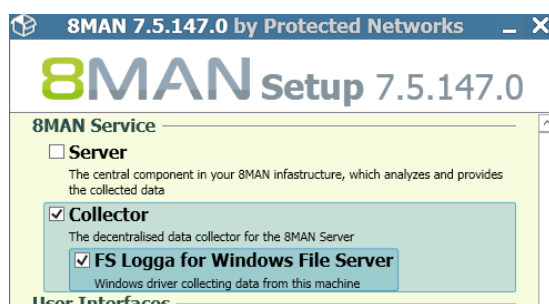 8MAN 7.5.147.0 by Protected Networks
8MAN Setup 7.5.147.0
8MAN Service
Server
The central component in your 8MAN infastructure, which analyzes and provides
the collected data
Collector
The decentralised data collector for the 8MAN Server
FS Logga for Windows File Server
Windows driver collecting data from this machine
User Interfaces